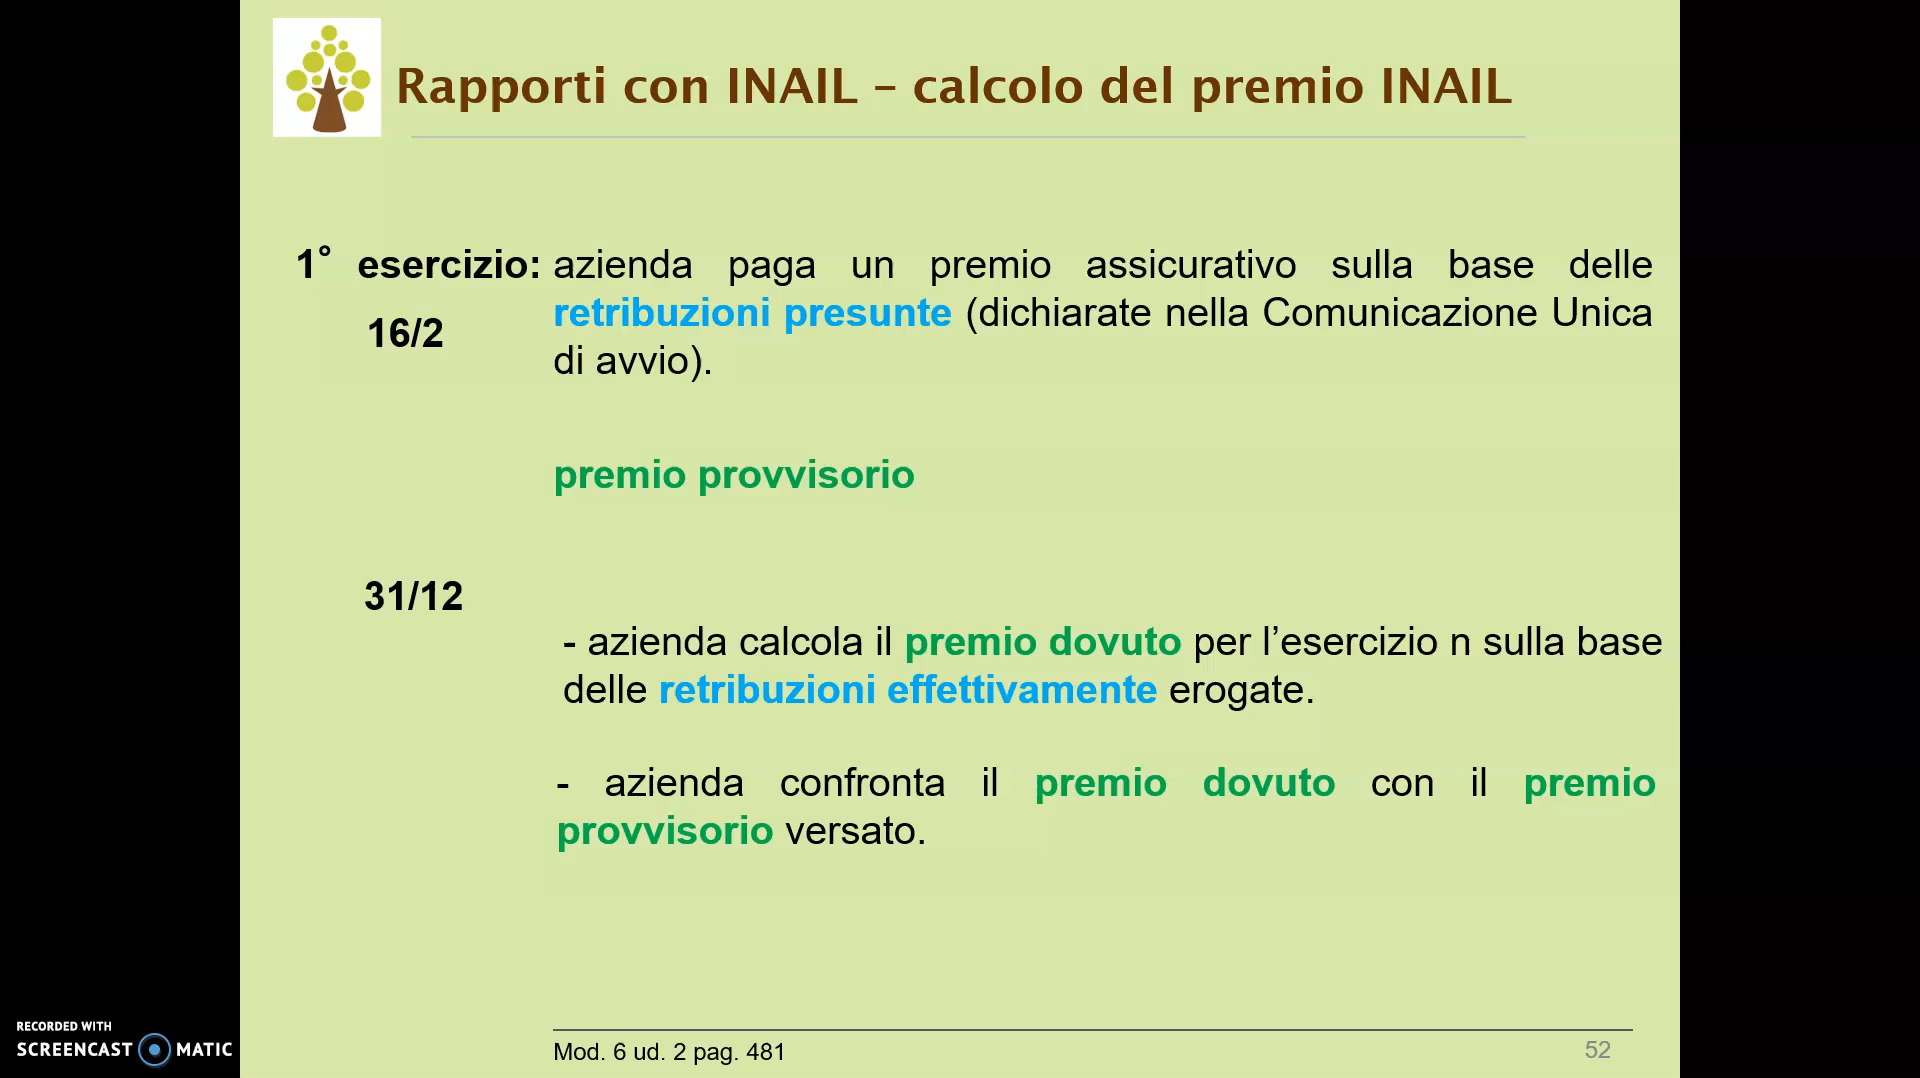 Rapporti con INAIL – calcolo del premio INAIL
1° esercizio: azienda paga un premio assicurativo sulla base delle
retribuzioni presunte (dichiarate nella Comunicazione Unica
16/2
di avvio).
premio provvisorio
31/12
- azienda calcola il premio dovuto per l’esercizio n sulla base
delle retribuzioni effettivamente erogate.
- azienda confronta il premio dovuto con il premio
provvisorio versato.
Mod. 6 ud. 2 pag. 481
52
RECORDED WITH
SCREENCAST MATIC